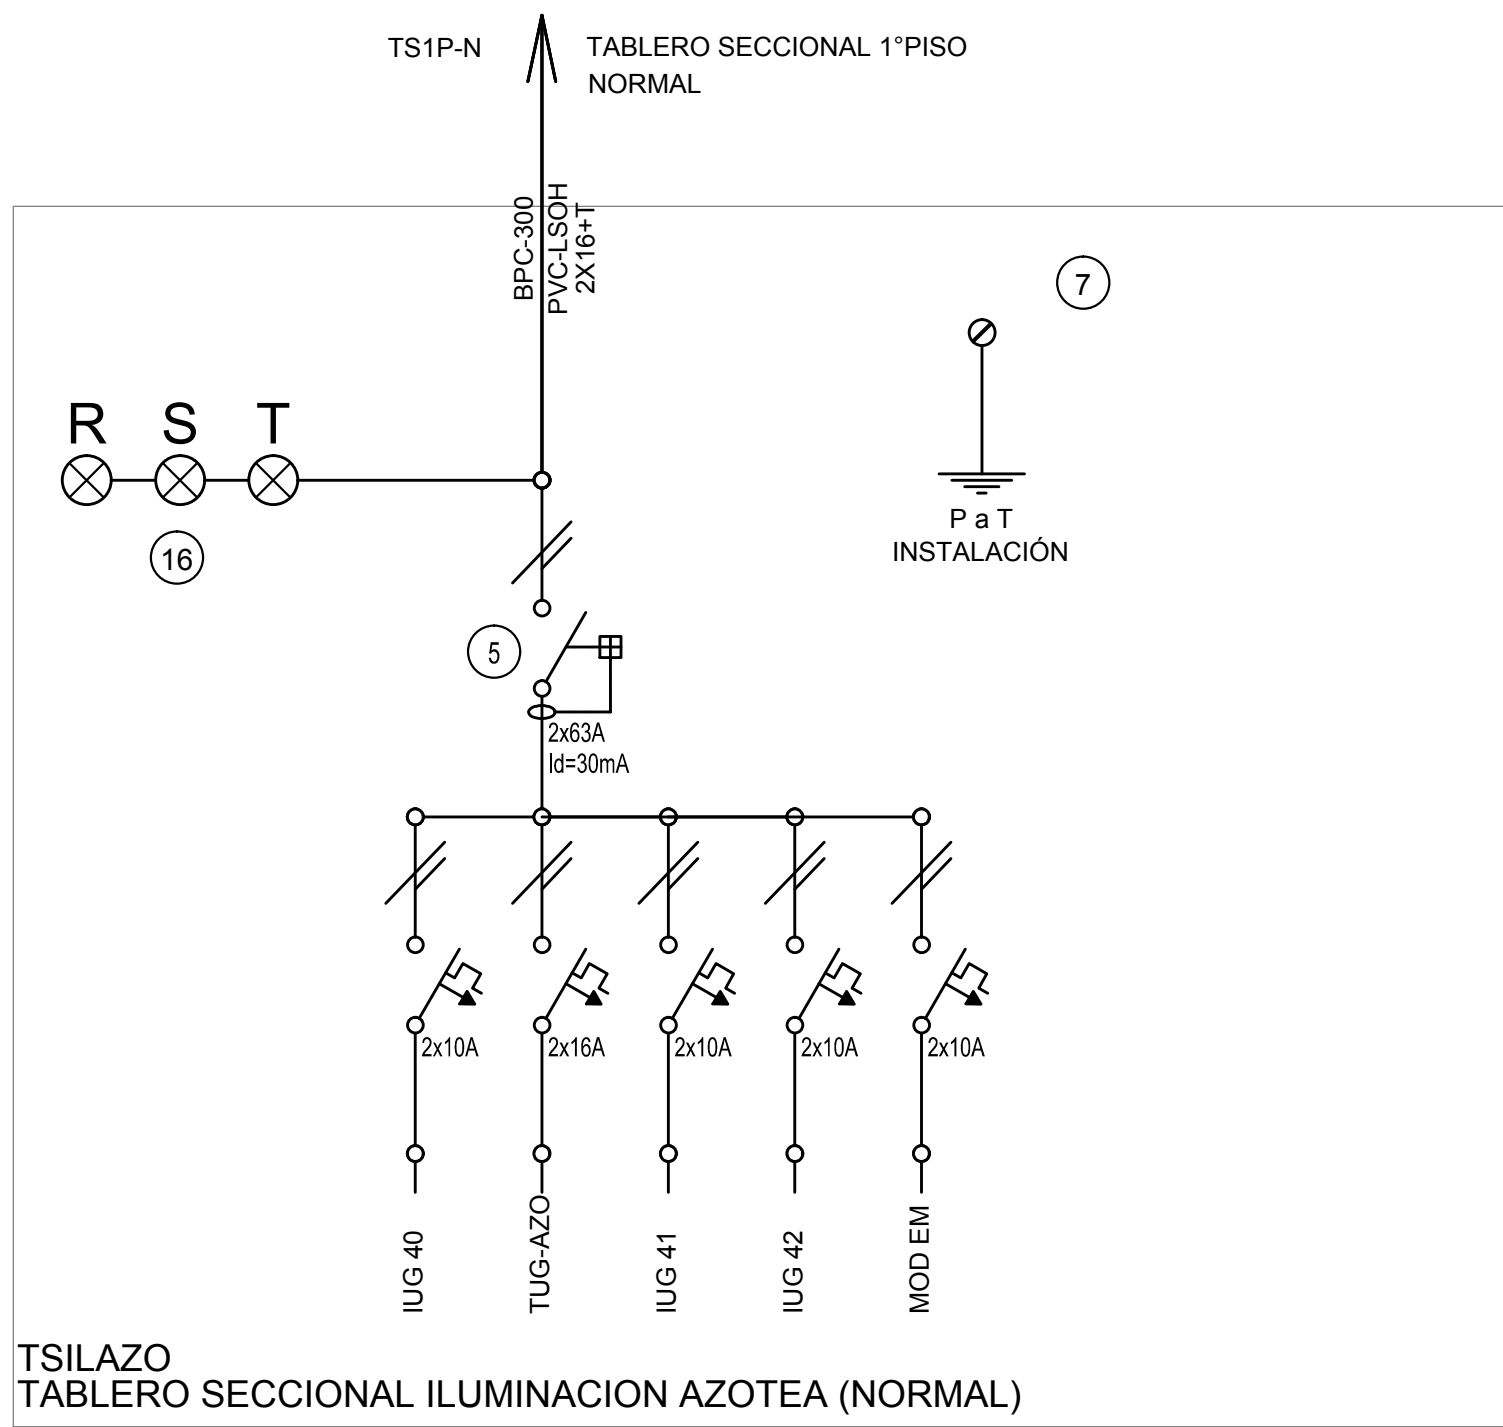 TS1P-N
TABLERO SECCIONAL 1°PISO
NORMAL
BPC-300
PVC-LSOH
2X16+T
7
R S T
16
P a T
INSTALACIÓN
5
2x63A
Id=30mA
2x10A
2x16A
2x10A
2x10A
2x10A
IUG 40
TUG-AZO
IUG 41
IUG 42
MOD EM
TSILAZO
TABLERO SECCIONAL ILUMINACION AZOTEA (NORMAL)